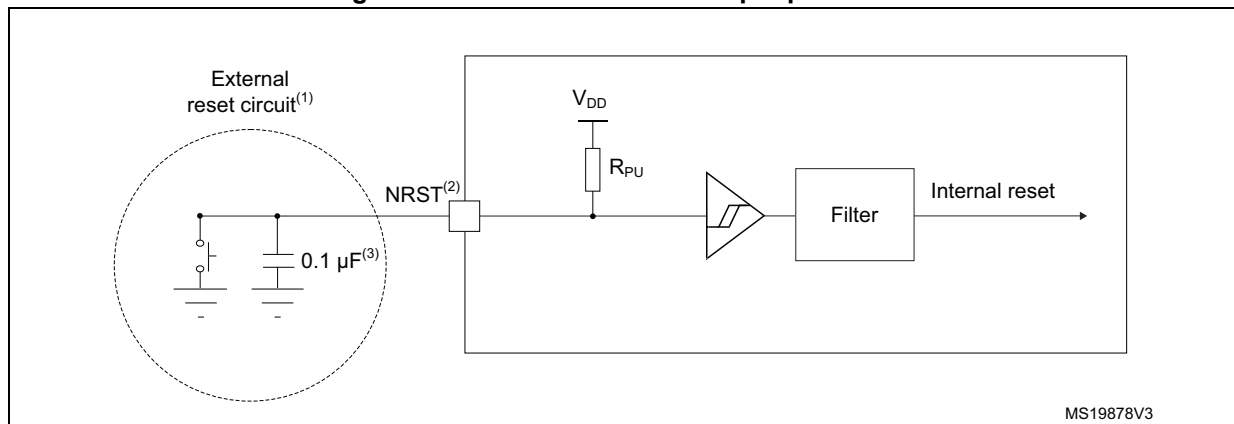 External
reset circuit(1)
VDD
RPU
NRST(2)
Internal reset
Filter
0.1 µF(3)
MS19878V3